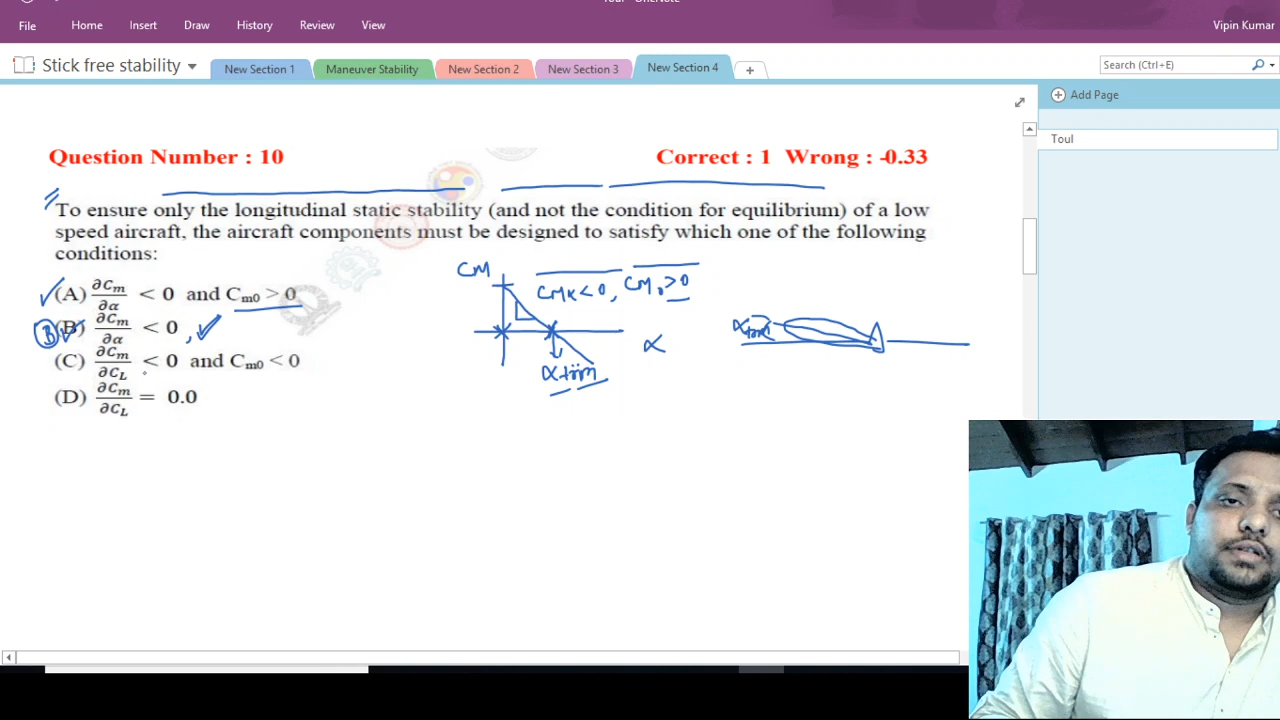 File Home Insert Draw History Review View Vipin Kumar
Stick free stability New Section 1 Maneuver Stability New Section 2 New Section 3 New Section 4 Search (Ctrl+E)
Add Page
Toul
Question Number : 10 Correct : 1 Wrong : -0.33
To ensure only the longitudinal static stability (and not the condition for equilibrium) of a low
speed aircraft, the aircraft components must be designed to satisfy which one of the following
conditions:
(A) ∂Cm/∂α < 0 and Cm0 > 0
(B) ∂Cm/∂α < 0,
(C) ∂Cm/∂CL < 0 and Cm0 < 0
(D) ∂Cm/∂CL = 0.0
B
CM
CMα < 0, CM0 > 0
α
αtrim
αtrim